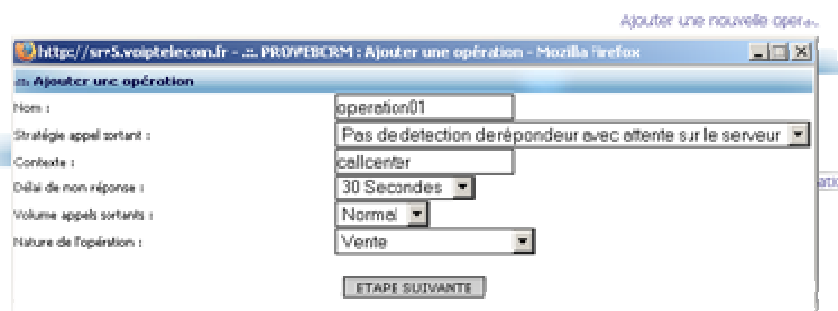 Ajouter une nouvelle oper
http://srv5.voiptelecom.fr - .::. PROWEBCRM : Ajouter une opération - Mozilla Firefox
.::. Ajouter une opération
Nom :
operation01
Stratégie appel sortant :
Pas de detection de répondeur avec attente sur le serveur
Contexte :
callcenter
Délai de non réponse :
30 Secondes
Volume appels sortants :
Normal
Nature de l'opération :
Vente
ETAPE SUIVANTE